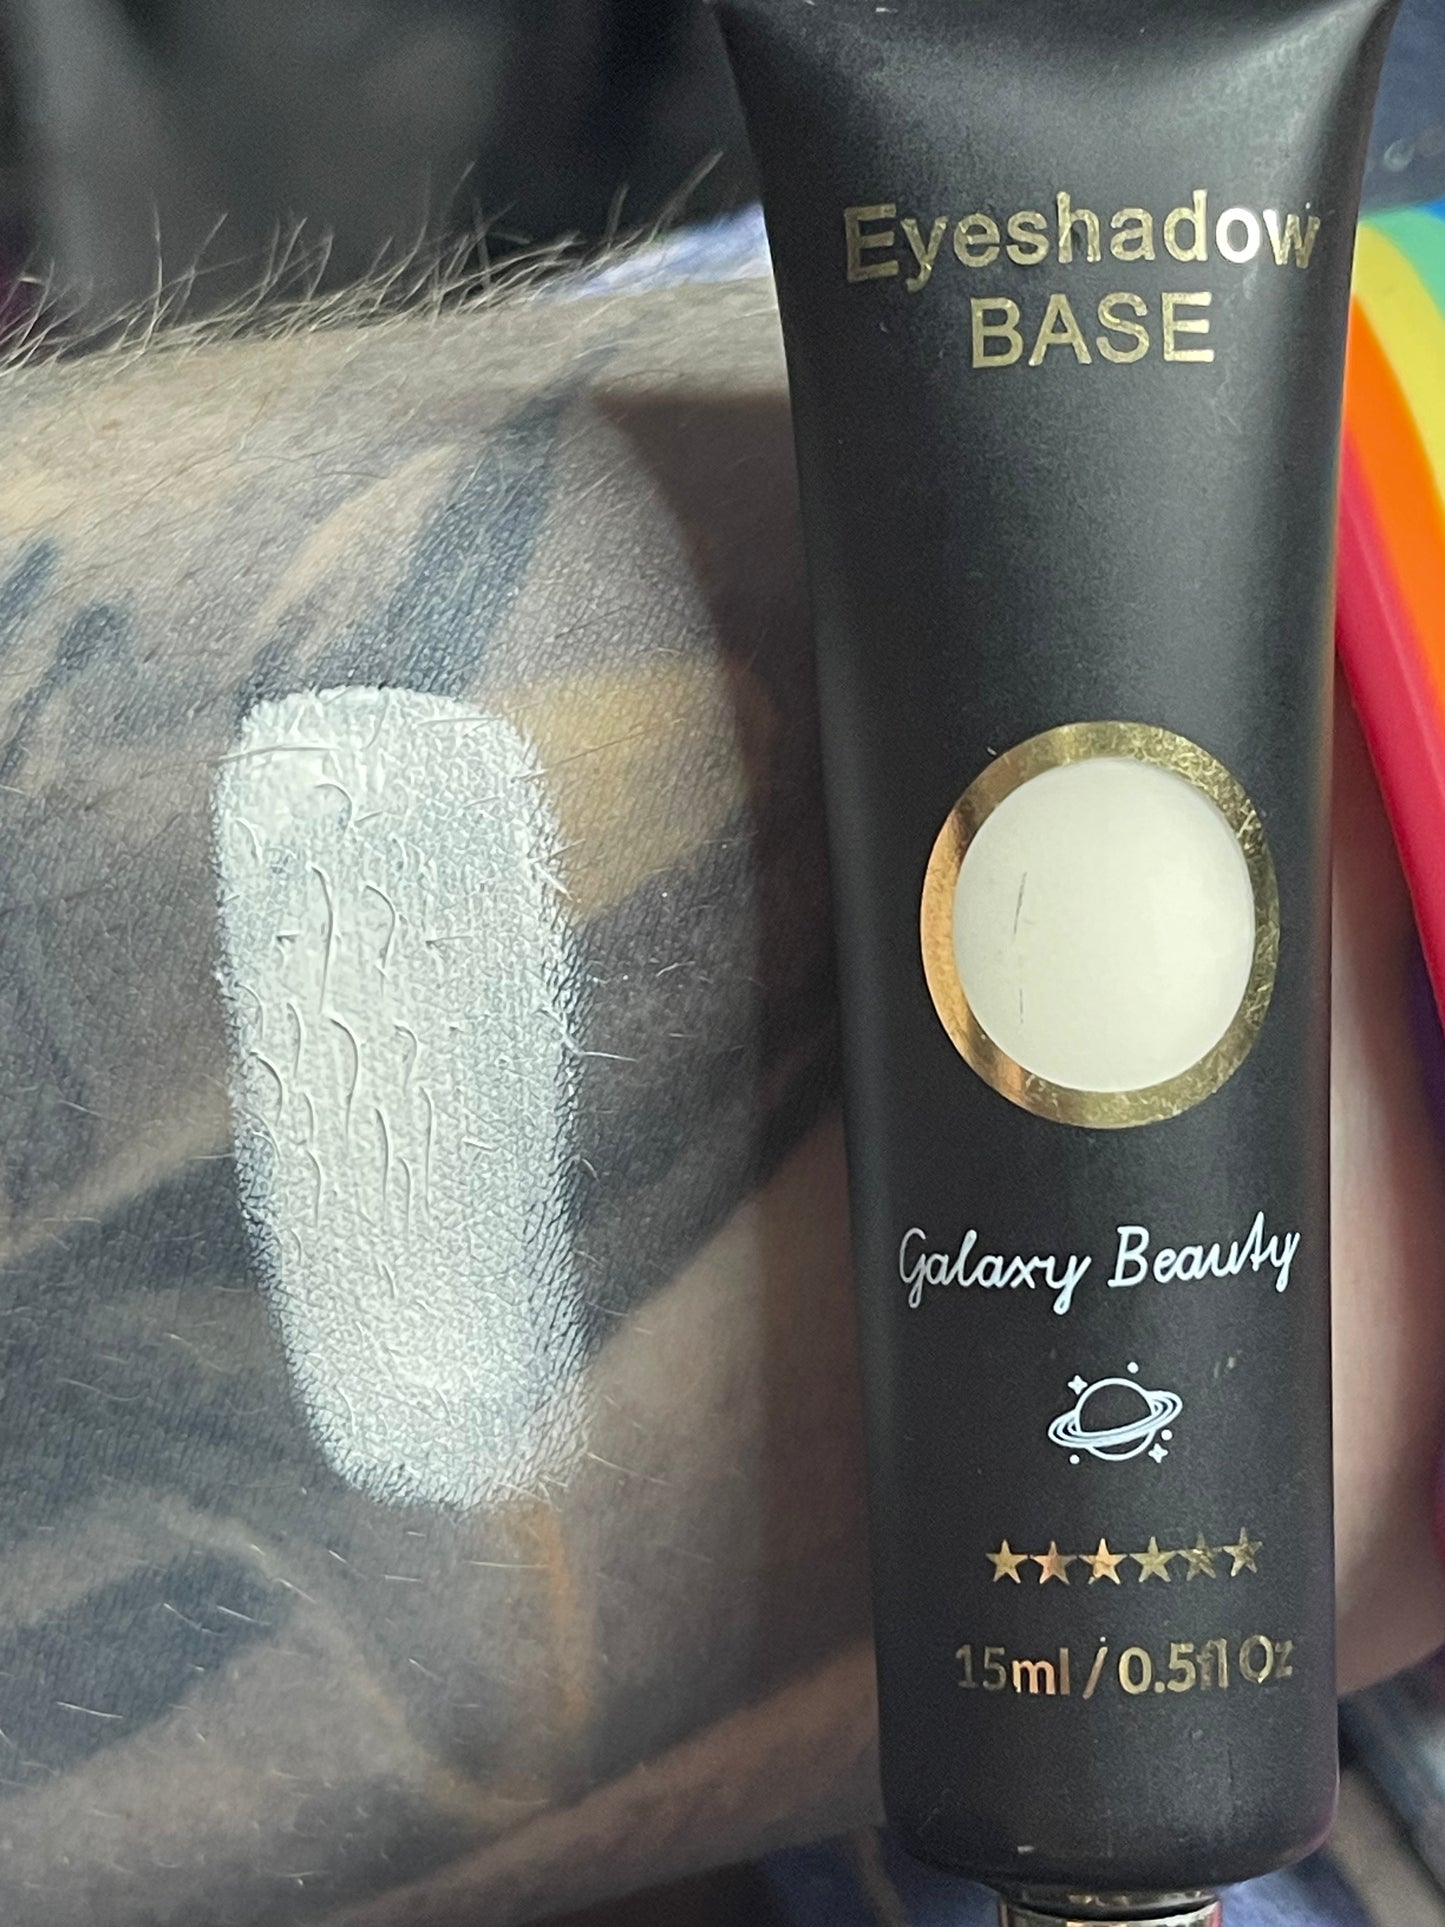 Eyeshadow
BASE
Galaxy Beauty
15ml / 0.5fl Oz